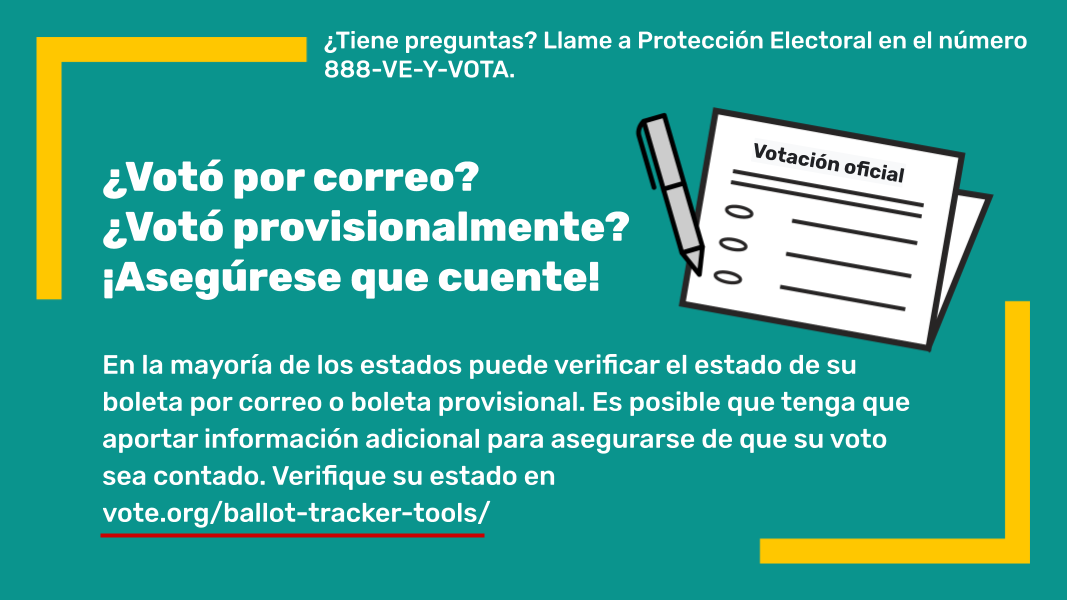 ¿Tiene preguntas? Llame a Protección Electoral en el número
888-VE-Y-VOTA.
¿Votó por correo?
¿Votó provisionalmente?
¡Asegúrese que cuente!
Votación oficial
En la mayoría de los estados puede verificar el estado de su
boleta por correo o boleta provisional. Es posible que tenga que
aportar información adicional para asegurarse de que su voto
sea contado. Verifique su estado en
vote.org/ballot-tracker-tools/